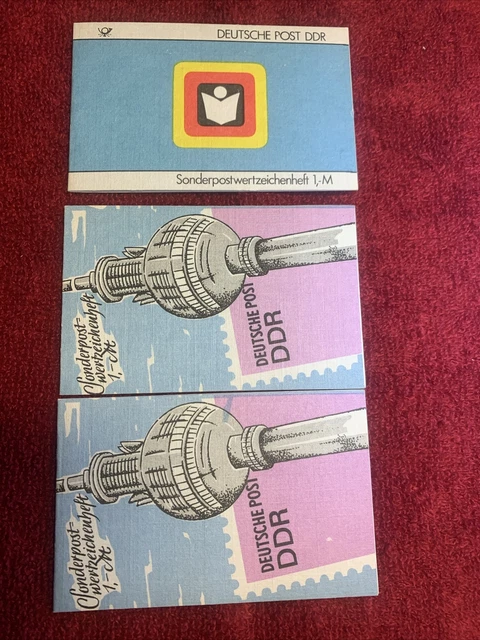 DEUTSCHE POST DDR
Sonderpostwertzeichenheft 1,-M
Sonderpost=
wertzeichenheft
1,-M
DEUTSCHE POST
DDR
Sonderpost=
wertzeichenheft
1,-M
DEUTSCHE POST
DDR